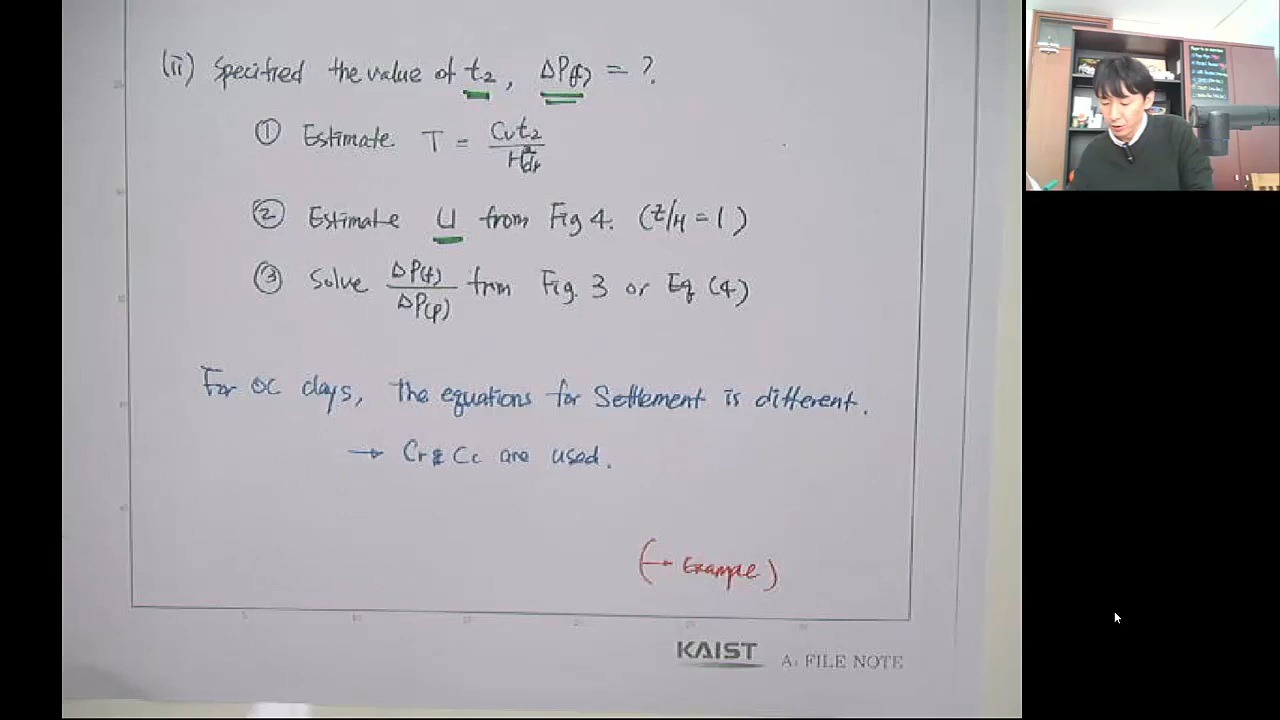 (ii) Specified the value of t₂, ΔP(f) = ?.
① Estimate T = Cvt₂ / H²dr
② Estimate U from Fig 4. (z/H = 1)
③ Solve ΔP(f) / ΔP(p) from Fig. 3 or Eq (4)
For OC clays, the equations for Settlement is different.
→ Cr & Cc are used.
(→ Example)
KAIST A₄ FILE NOTE